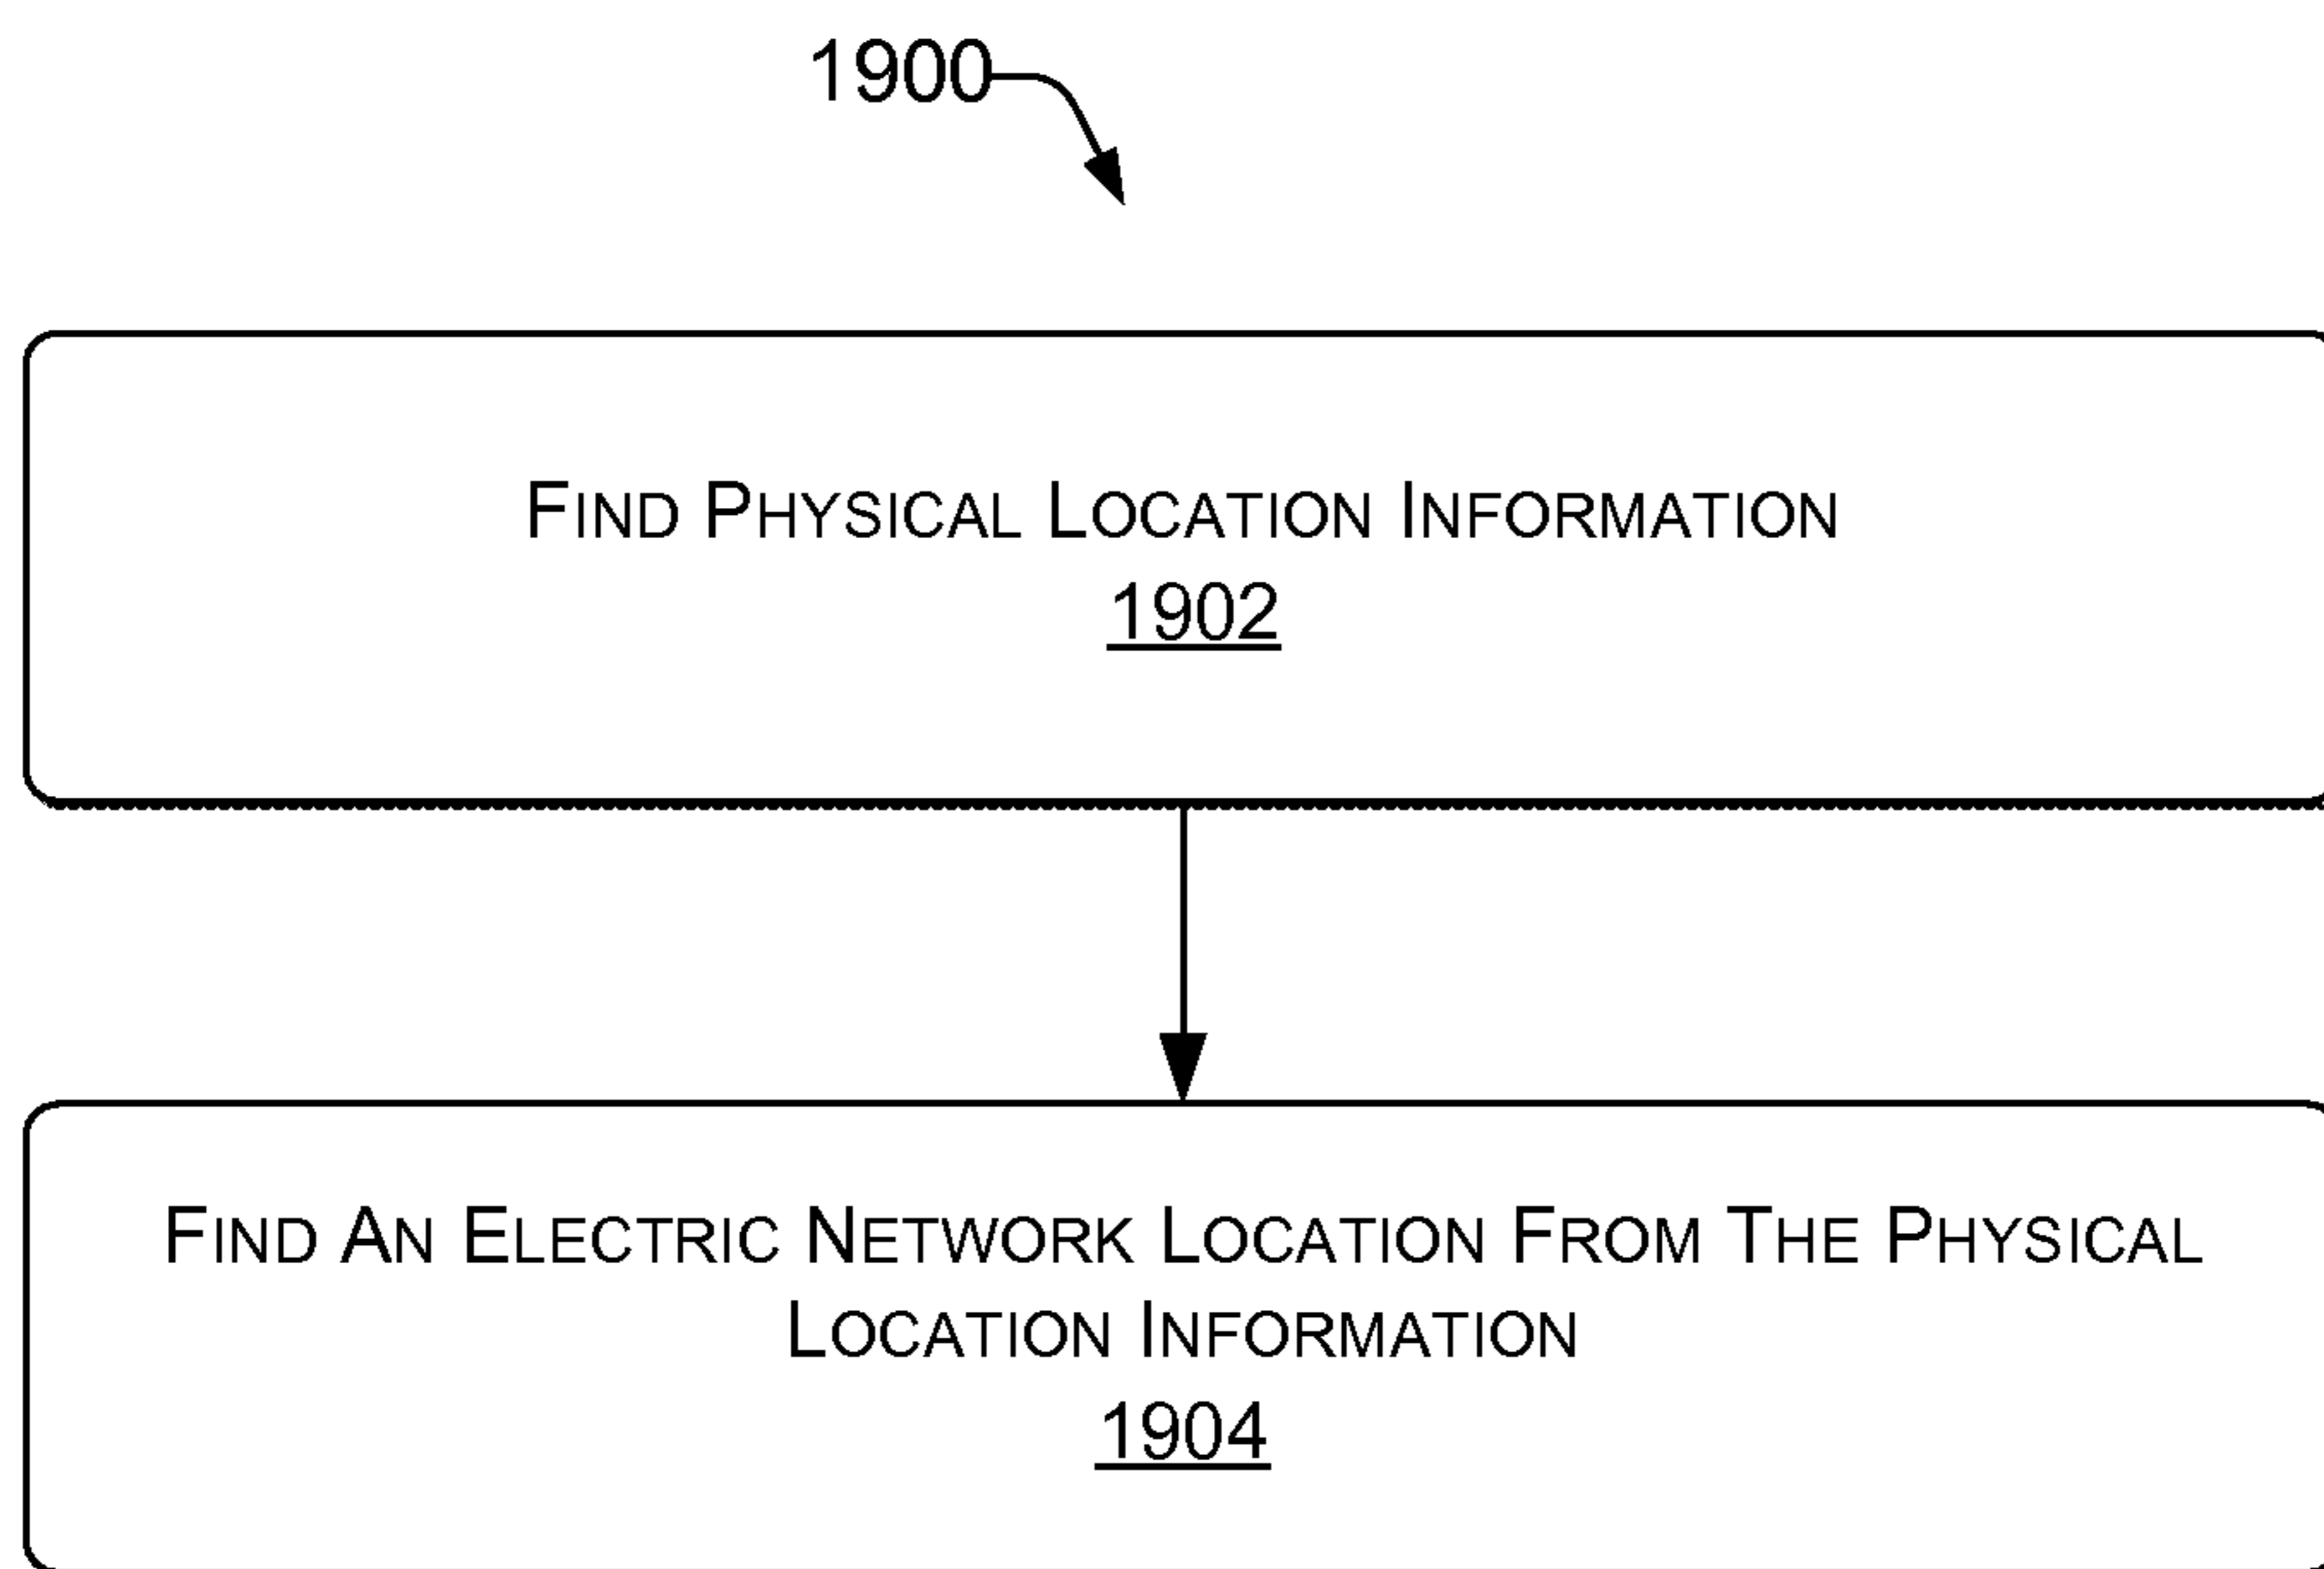 1900
Find Physical Location Information
1902
Find An Electric Network Location From The Physical
Location Information
1904